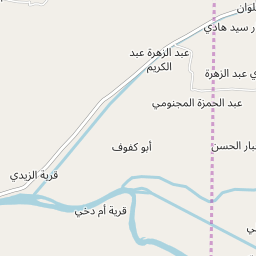 لوان
ر سيد هادي
عبد الزهرة عبد
الكريم
ي عبد الزهرة
عبد الحمزة المجنومي
أبو كفوف
بار الحسن
قرية الزيدي
قرية أم دخي
ي